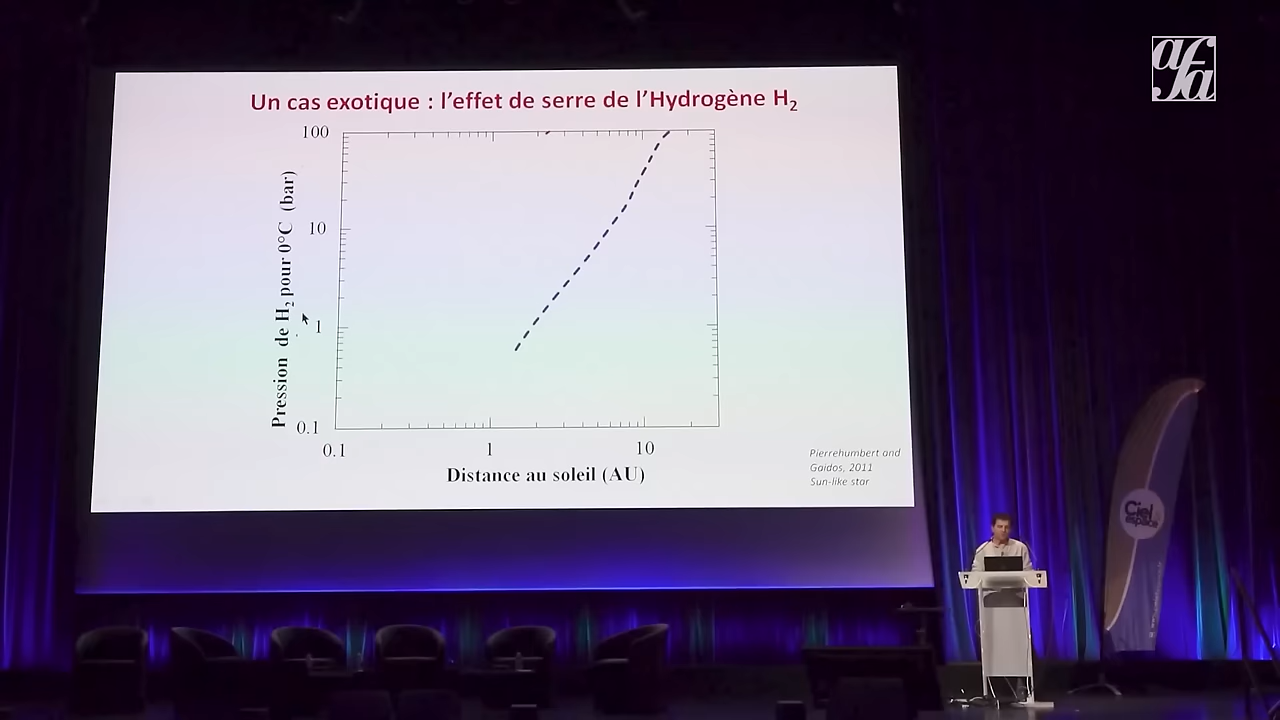 afa
Un cas exotique : l'effet de serre de l'Hydrogène H₂
100
10
1
0.1
Pression de H₂ pour 0°C (bar)
0.1
1
10
Distance au soleil (AU)
Pierrehumbert and
Gaidos, 2011
Sun-like star
Ciel
espace